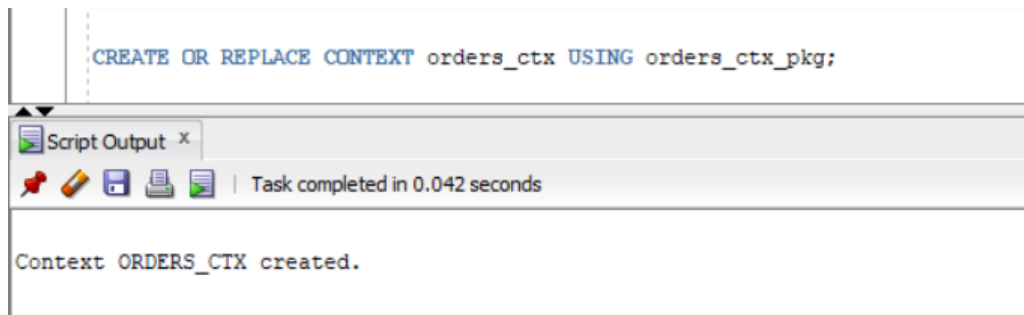 CREATE OR REPLACE CONTEXT orders_ctx USING orders_ctx_pkg;
Script Output x
Task completed in 0.042 seconds
Context ORDERS_CTX created.